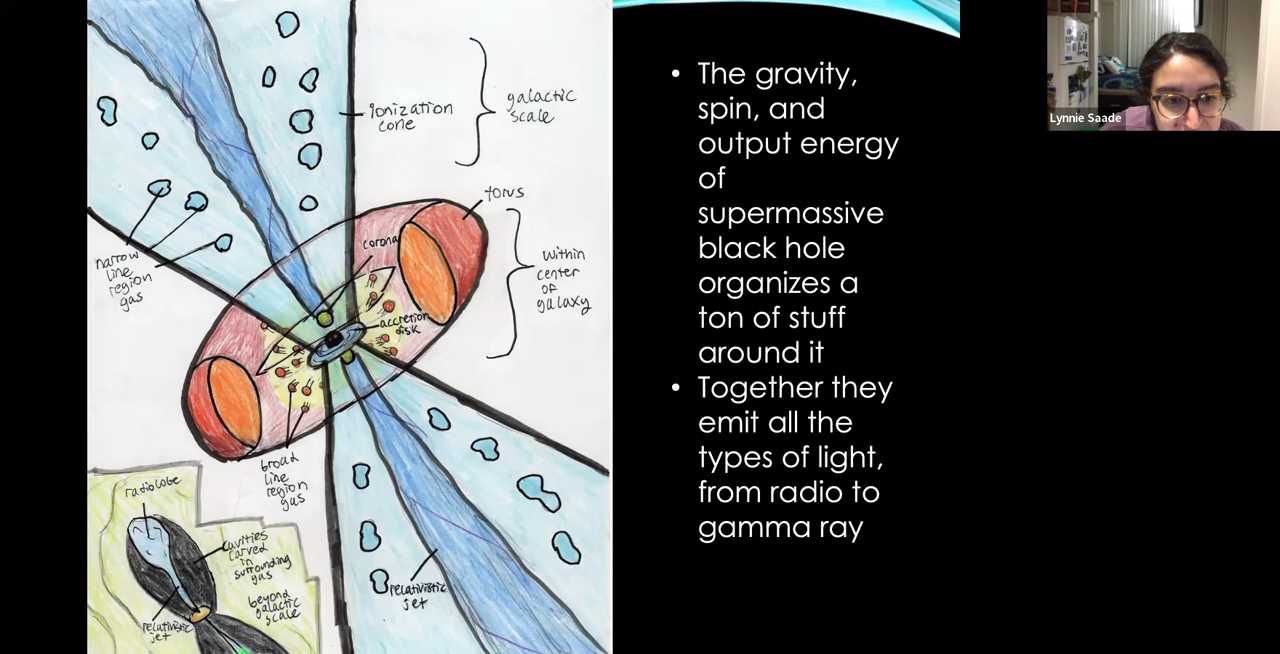 ionization
cone
galactic
scale
torus
corona
within
center
of
galaxy
narrow
line
region
gas
accretion
disk
broad
line
region
gas
radio lobe
cavities
carved
in
surrounding
gas
beyond
galactic
scale
relativistic
jet
relativistic
jet
• The gravity,
spin, and
output energy
of
supermassive
black hole
organizes a
ton of stuff
around it
• Together they
emit all the
types of light,
from radio to
gamma ray
Lynnie Saade